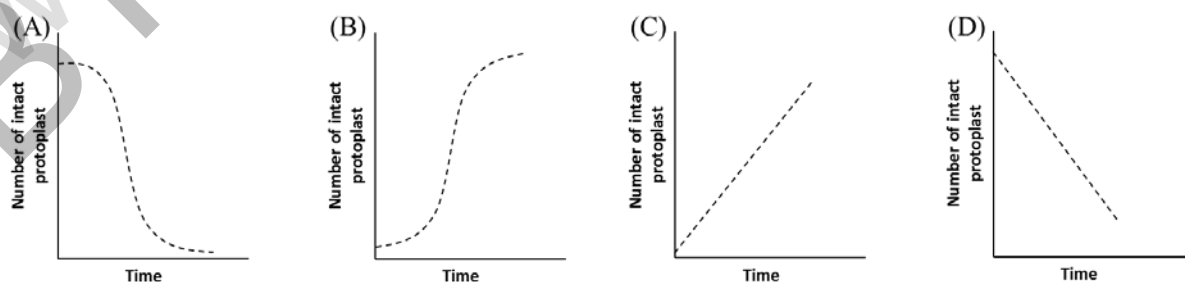 (A)
Number of intact
protoplast
Time
(B)
Number of intact
protoplast
Time
(C)
Number of intact
protoplast
Time
(D)
Number of intact
protoplast
Time